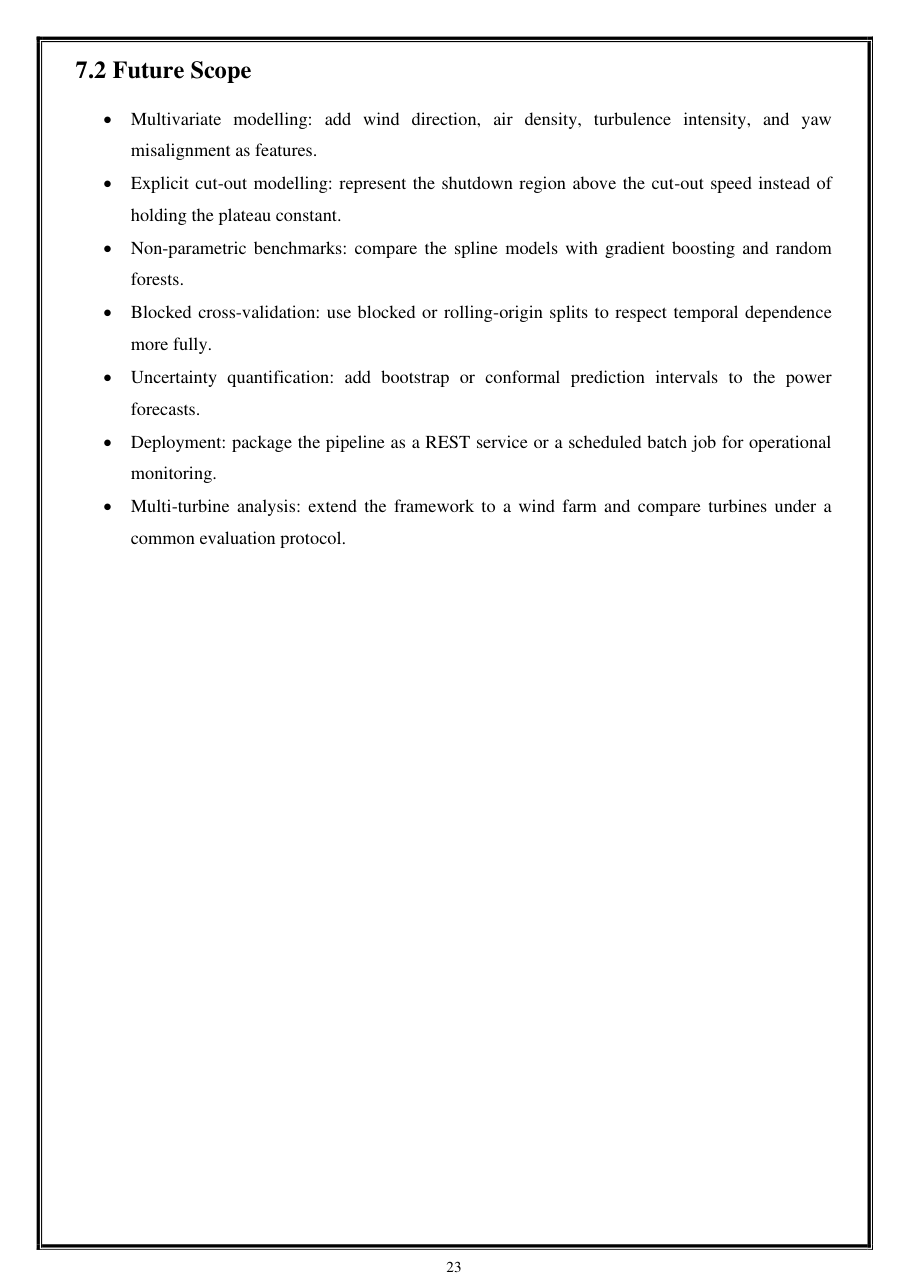 7.2 Future Scope
• Multivariate modelling: add wind direction, air density, turbulence intensity, and yaw
misalignment as features.
• Explicit cut-out modelling: represent the shutdown region above the cut-out speed instead of
holding the plateau constant.
• Non-parametric benchmarks: compare the spline models with gradient boosting and random
forests.
• Blocked cross-validation: use blocked or rolling-origin splits to respect temporal dependence
more fully.
• Uncertainty quantification: add bootstrap or conformal prediction intervals to the power
forecasts.
• Deployment: package the pipeline as a REST service or a scheduled batch job for operational
monitoring.
• Multi-turbine analysis: extend the framework to a wind farm and compare turbines under a
common evaluation protocol.
23